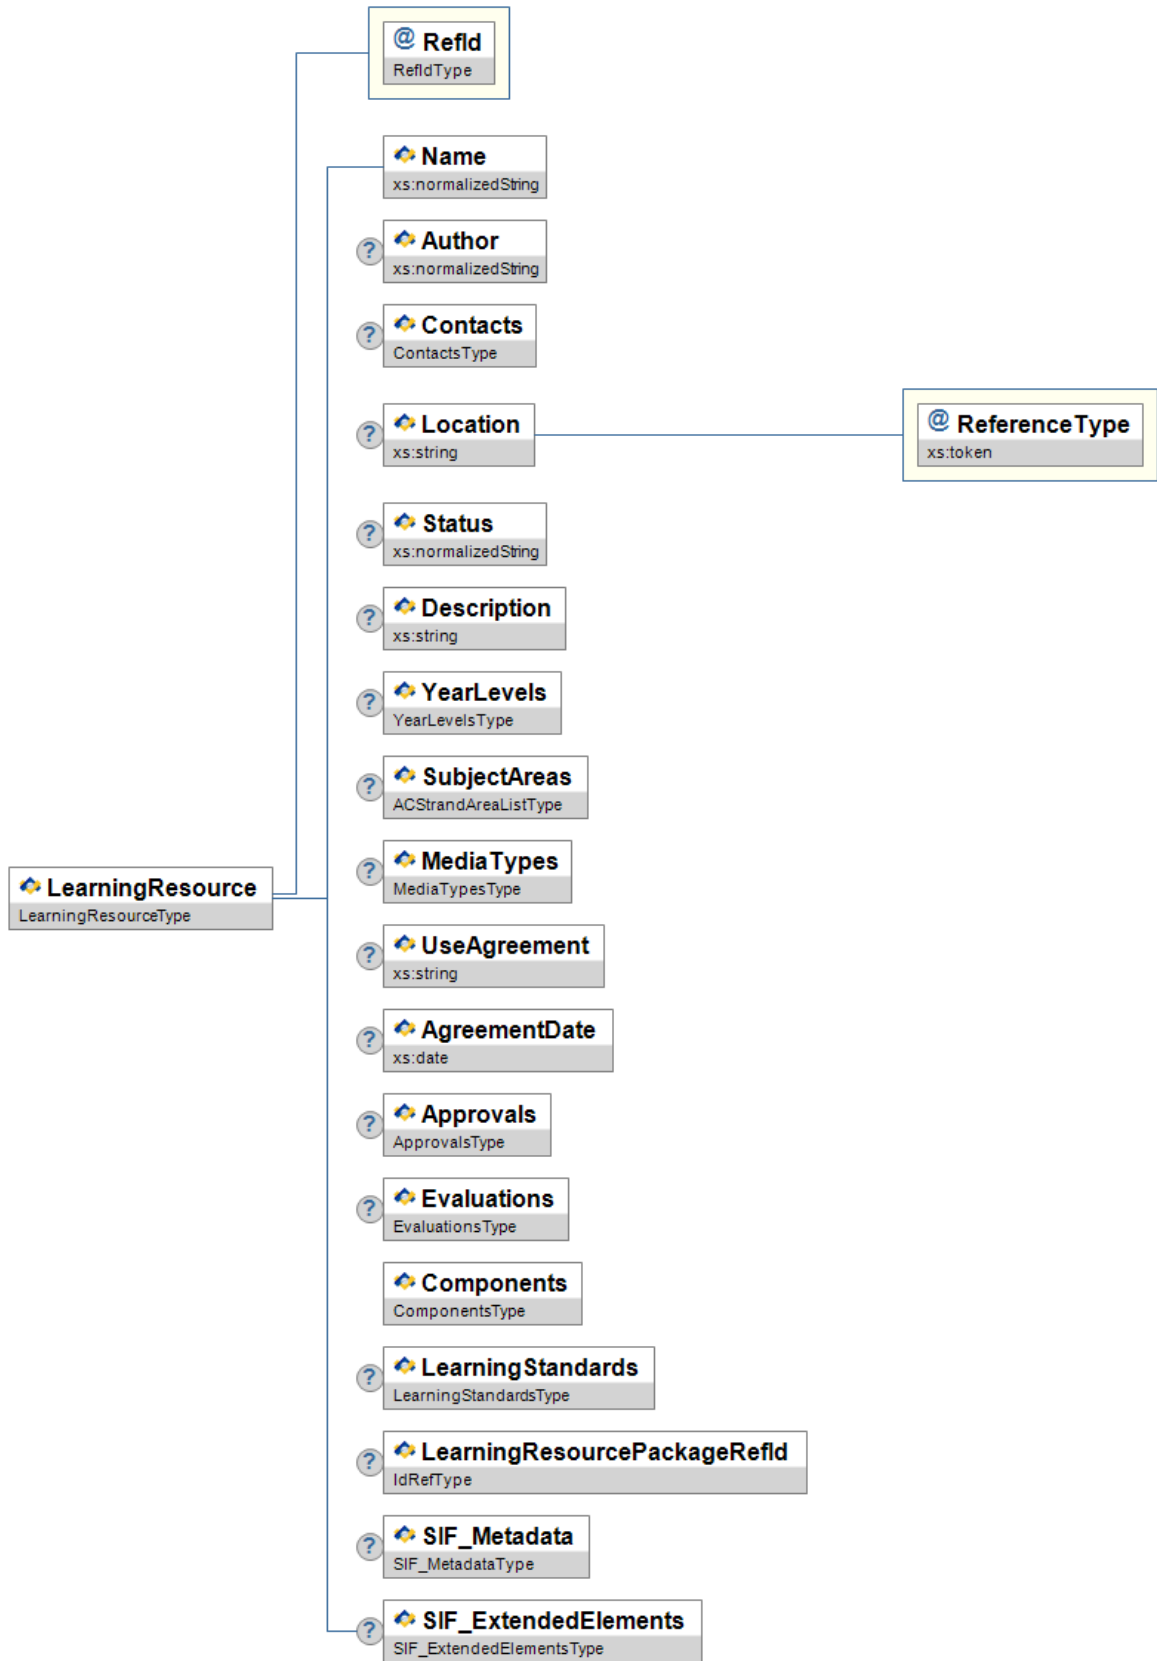 @ RefId
RefIdType
Name
xs:normalizedString
? Author
xs:normalizedString
? Contacts
ContactsType
? Location
xs:string
@ ReferenceType
xs:token
? Status
xs:normalizedString
? Description
xs:string
? YearLevels
YearLevelsType
? SubjectAreas
ACStrandAreaListType
? MediaTypes
MediaTypesType
LearningResource
LearningResourceType
? UseAgreement
xs:string
? AgreementDate
xs:date
? Approvals
ApprovalsType
? Evaluations
EvaluationsType
Components
ComponentsType
? LearningStandards
LearningStandardsType
? LearningResourcePackageRefId
IdRefType
? SIF_Metadata
SIF_MetadataType
? SIF_ExtendedElements
SIF_ExtendedElementsType